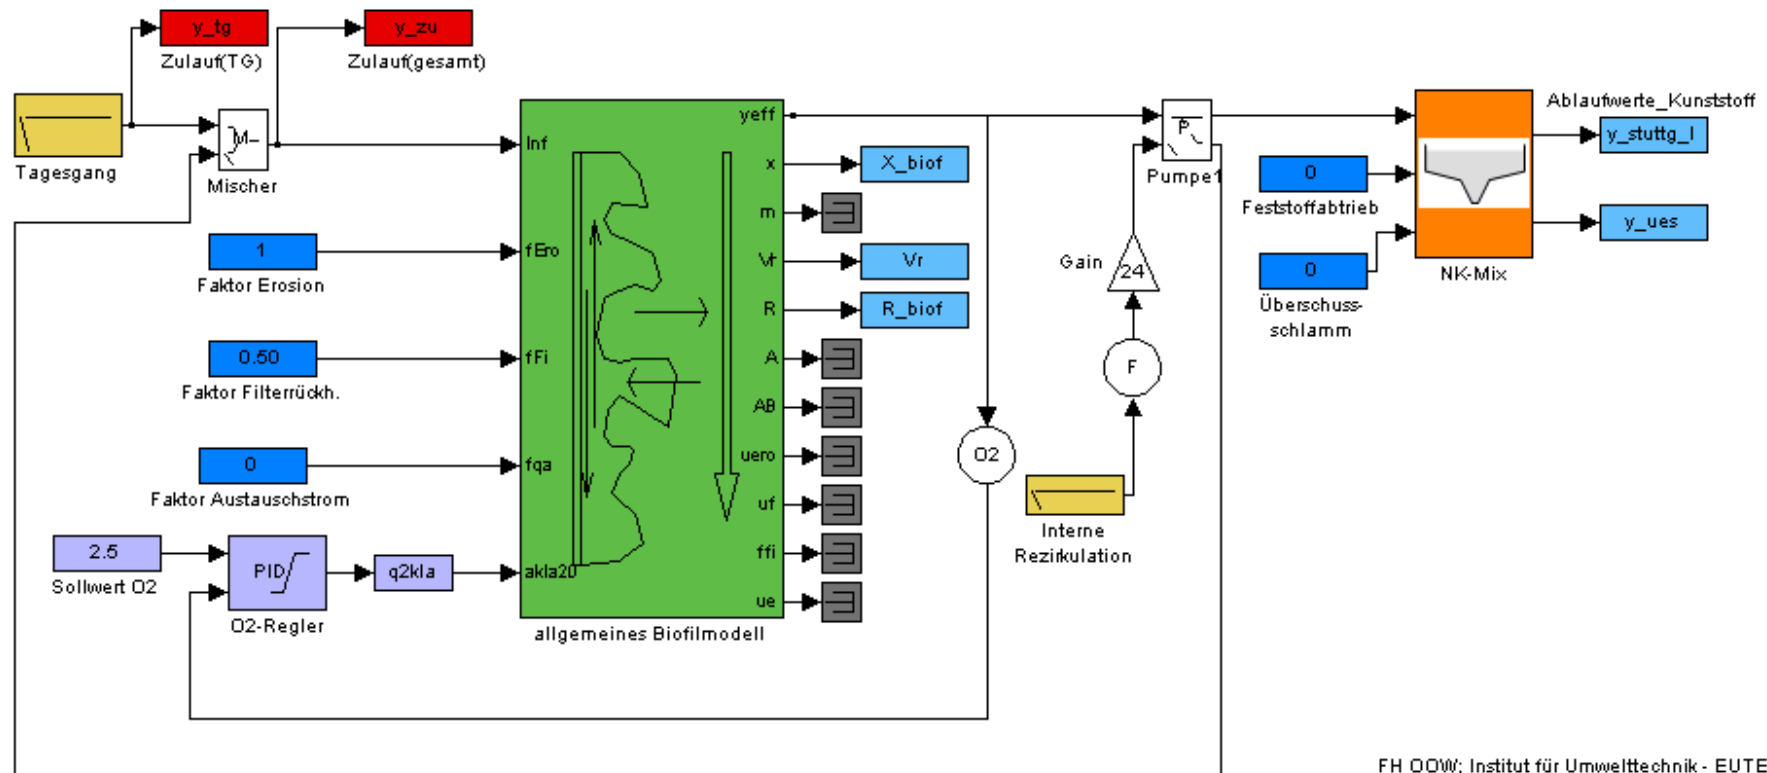 y_tg
Zulauf(TG)
y_zu
Zulauf(gesamt)
Tagesgang
M
Mischer
1
Faktor Erosion
0.50
Faktor Filterrückh.
0
Faktor Austauschstrom
2.5
Sollwert O2
PID
O2-Regler
q2kla
Inf
fEro
fFi
fqa
akla20
yeff
x
m
Vr
R
A
AB
uero
uf
ffi
ue
allgemeines Biofilmodell
X_biof
Vr
R_biof
O2
P
Pumpe1
Gain
24
F
Interne
Rezirkulation
0
Feststoffabtrieb
0
Überschuss-
schlamm
NK-Mix
Ablaufwerte_Kunststoff
y_stuttg_l
y_ues
FH OOW; Institut für Umwelttechnik - EUTE